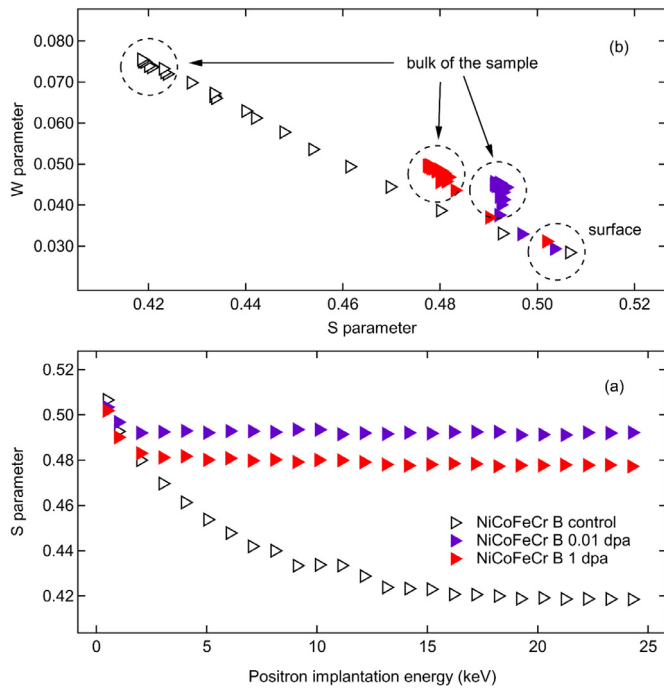 0.080
0.070
0.060
0.050
0.040
0.030
W parameter
(b)
bulk of the sample
surface
0.42
0.44
0.46
0.48
0.50
0.52
S parameter
0.52
0.50
0.48
0.46
0.44
0.42
S parameter
(a)
NiCoFeCr B control
NiCoFeCr B 0.01 dpa
NiCoFeCr B 1 dpa
0
5
10
15
20
25
Positron implantation energy (keV)